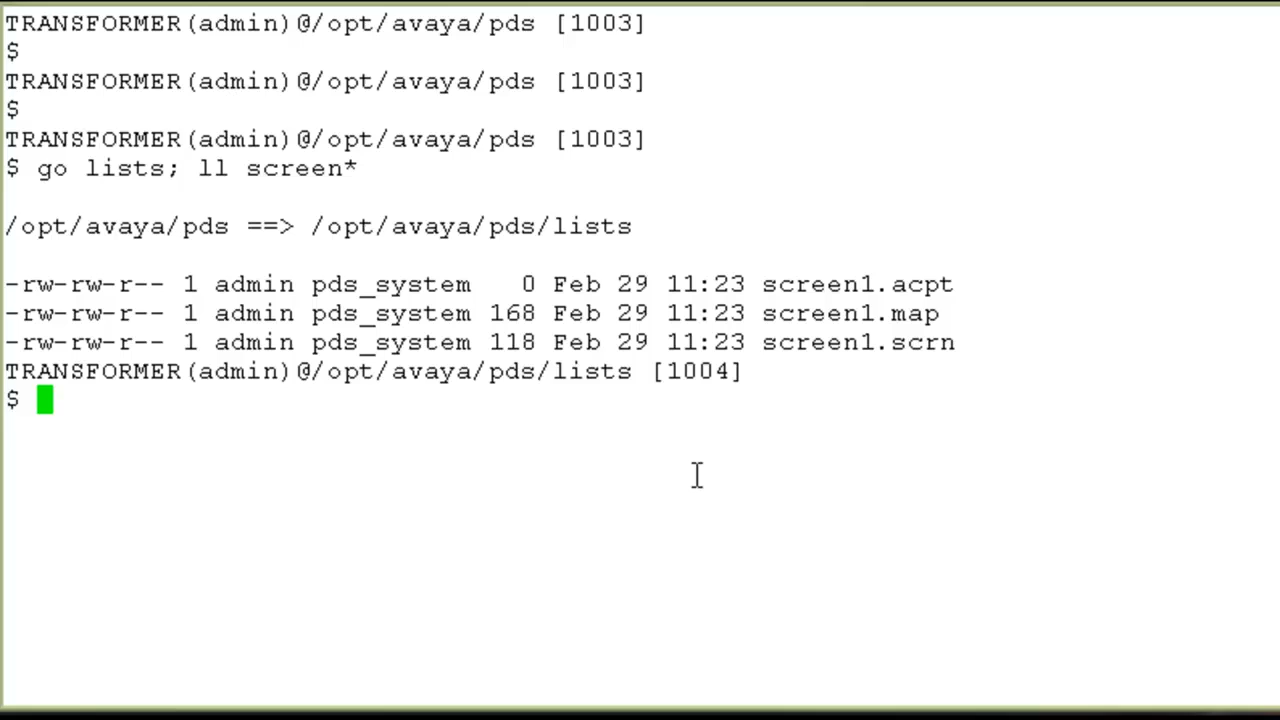 TRANSFORMER(admin)@/opt/avaya/pds [1003]
$
TRANSFORMER(admin)@/opt/avaya/pds [1003]
$
TRANSFORMER(admin)@/opt/avaya/pds [1003]
$ go lists; ll screen*
/opt/avaya/pds ==> /opt/avaya/pds/lists
-rw-rw-r-- 1 admin pds_system   0 Feb 29 11:23 screen1.acpt
-rw-rw-r-- 1 admin pds_system 168 Feb 29 11:23 screen1.map
-rw-rw-r-- 1 admin pds_system 118 Feb 29 11:23 screen1.scrn
TRANSFORMER(admin)@/opt/avaya/pds/lists [1004]
$